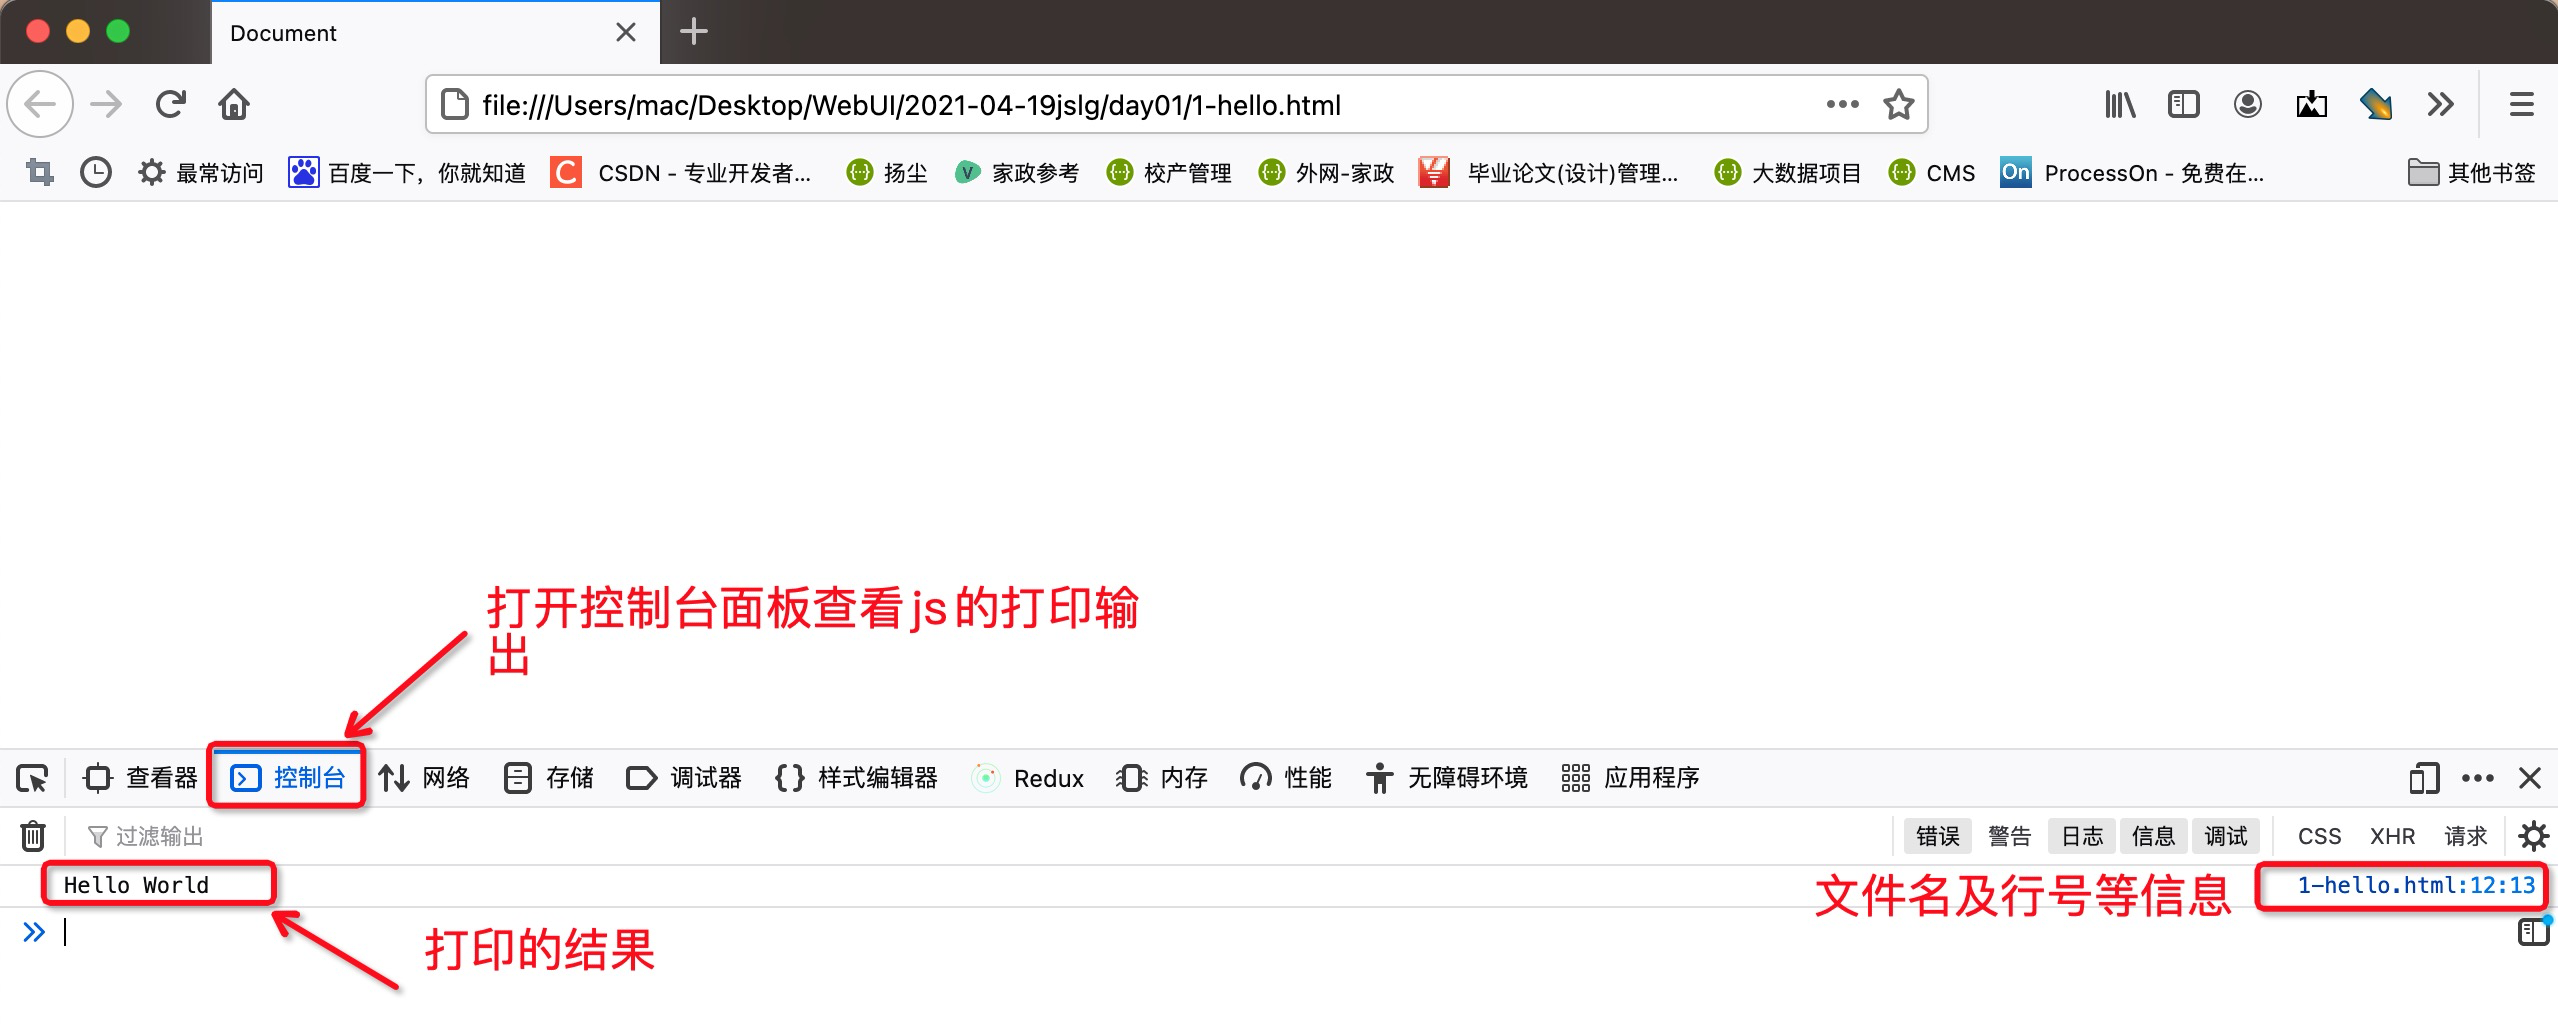 Document
file:///Users/mac/Desktop/WebUI/2021-04-19jslg/day01/1-hello.html
最常访问 百度一下，你就知道 C CSDN - 专业开发者... 扬尘 V 家政参考 校产管理 外网-家政 毕业论文(设计)管理... 大数据项目 CMS On ProcessOn - 免费在... 其他书签
打开控制台面板查看js的打印输
出
查看器 控制台 网络 存储 调试器 样式编辑器 Redux 内存 性能 无障碍环境 应用程序
过滤输出 错误 警告 日志 信息 调试 CSS XHR 请求
Hello World 文件名及行号等信息 1-hello.html:12:13
打印的结果